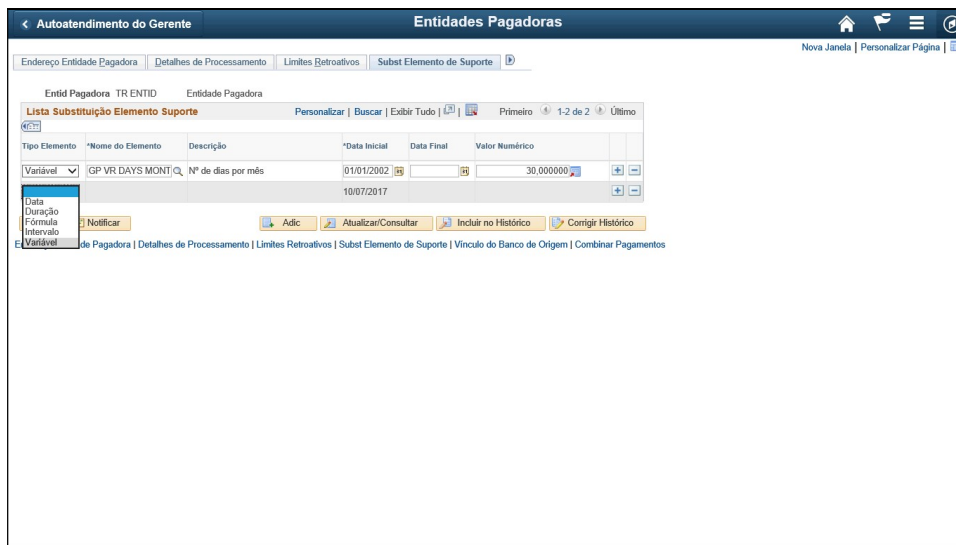 Autoatendimento do Gerente Entidades Pagadoras
Nova Janela | Personalizar Página |
Endereço Entidade Pagadora Detalhes de Processamento Limites Retroativos Subst Elemento de Suporte
Entid Pagadora TR ENTID Entidade Pagadora
Lista Substituição Elemento Suporte Personalizar | Buscar | Exibir Tudo | | Primeiro 1-2 de 2 Último
Tipo Elemento *Nome do Elemento Descrição *Data Inicial Data Final Valor Numérico
Variável GP VR DAYS MONT Nº de dias por mês 01/01/2002 30,000000
10/07/2017
Data
Duração
Fórmula
Intervalo
Variável
Notificar Adic Atualizar/Consultar Incluir no Histórico Corrigir Histórico
de Pagadora | Detalhes de Processamento | Limites Retroativos | Subst Elemento de Suporte | Vínculo do Banco de Origem | Combinar Pagamentos